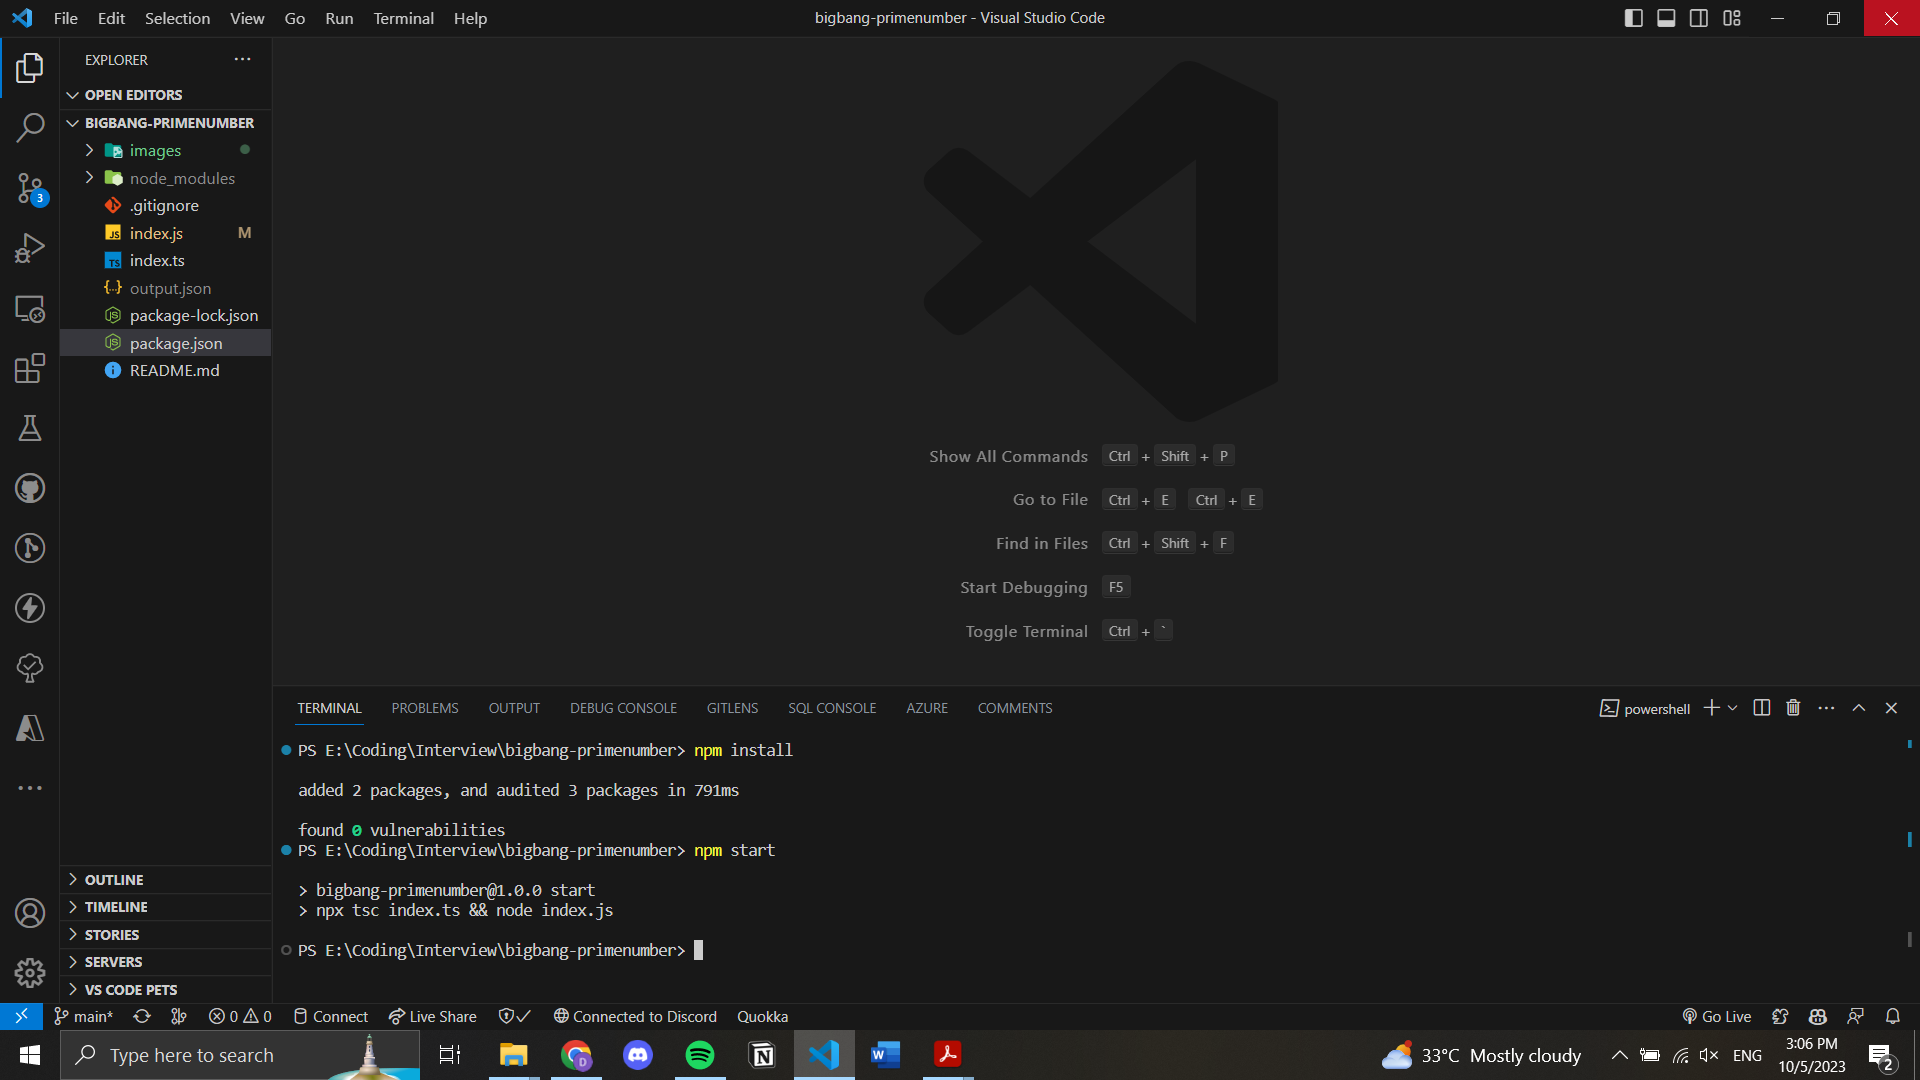 File Edit Selection View Go Run Terminal Help
bigbang-primenumber - Visual Studio Code
EXPLORER
OPEN EDITORS
BIGBANG-PRIMENUMBER
images
node_modules
.gitignore
JS index.js M
TS index.ts
{..} output.json
package-lock.json
package.json
README.md
3
OUTLINE
TIMELINE
STORIES
SERVERS
VS CODE PETS
Show All Commands Ctrl + Shift + P
Go to File Ctrl + E Ctrl + E
Find in Files Ctrl + Shift + F
Start Debugging F5
Toggle Terminal Ctrl + `
TERMINAL PROBLEMS OUTPUT DEBUG CONSOLE GITLENS SQL CONSOLE AZURE COMMENTS
powershell
PS E:\Coding\Interview\bigbang-primenumber> npm install
added 2 packages, and audited 3 packages in 791ms
found 0 vulnerabilities
PS E:\Coding\Interview\bigbang-primenumber> npm start
> bigbang-primenumber@1.0.0 start
> npx tsc index.ts && node index.js
PS E:\Coding\Interview\bigbang-primenumber>
main* 0 0 Connect Live Share Connected to Discord Quokka
Go Live
Type here to search
D
N
W
33°C Mostly cloudy
ENG
3:06 PM
10/5/2023
2